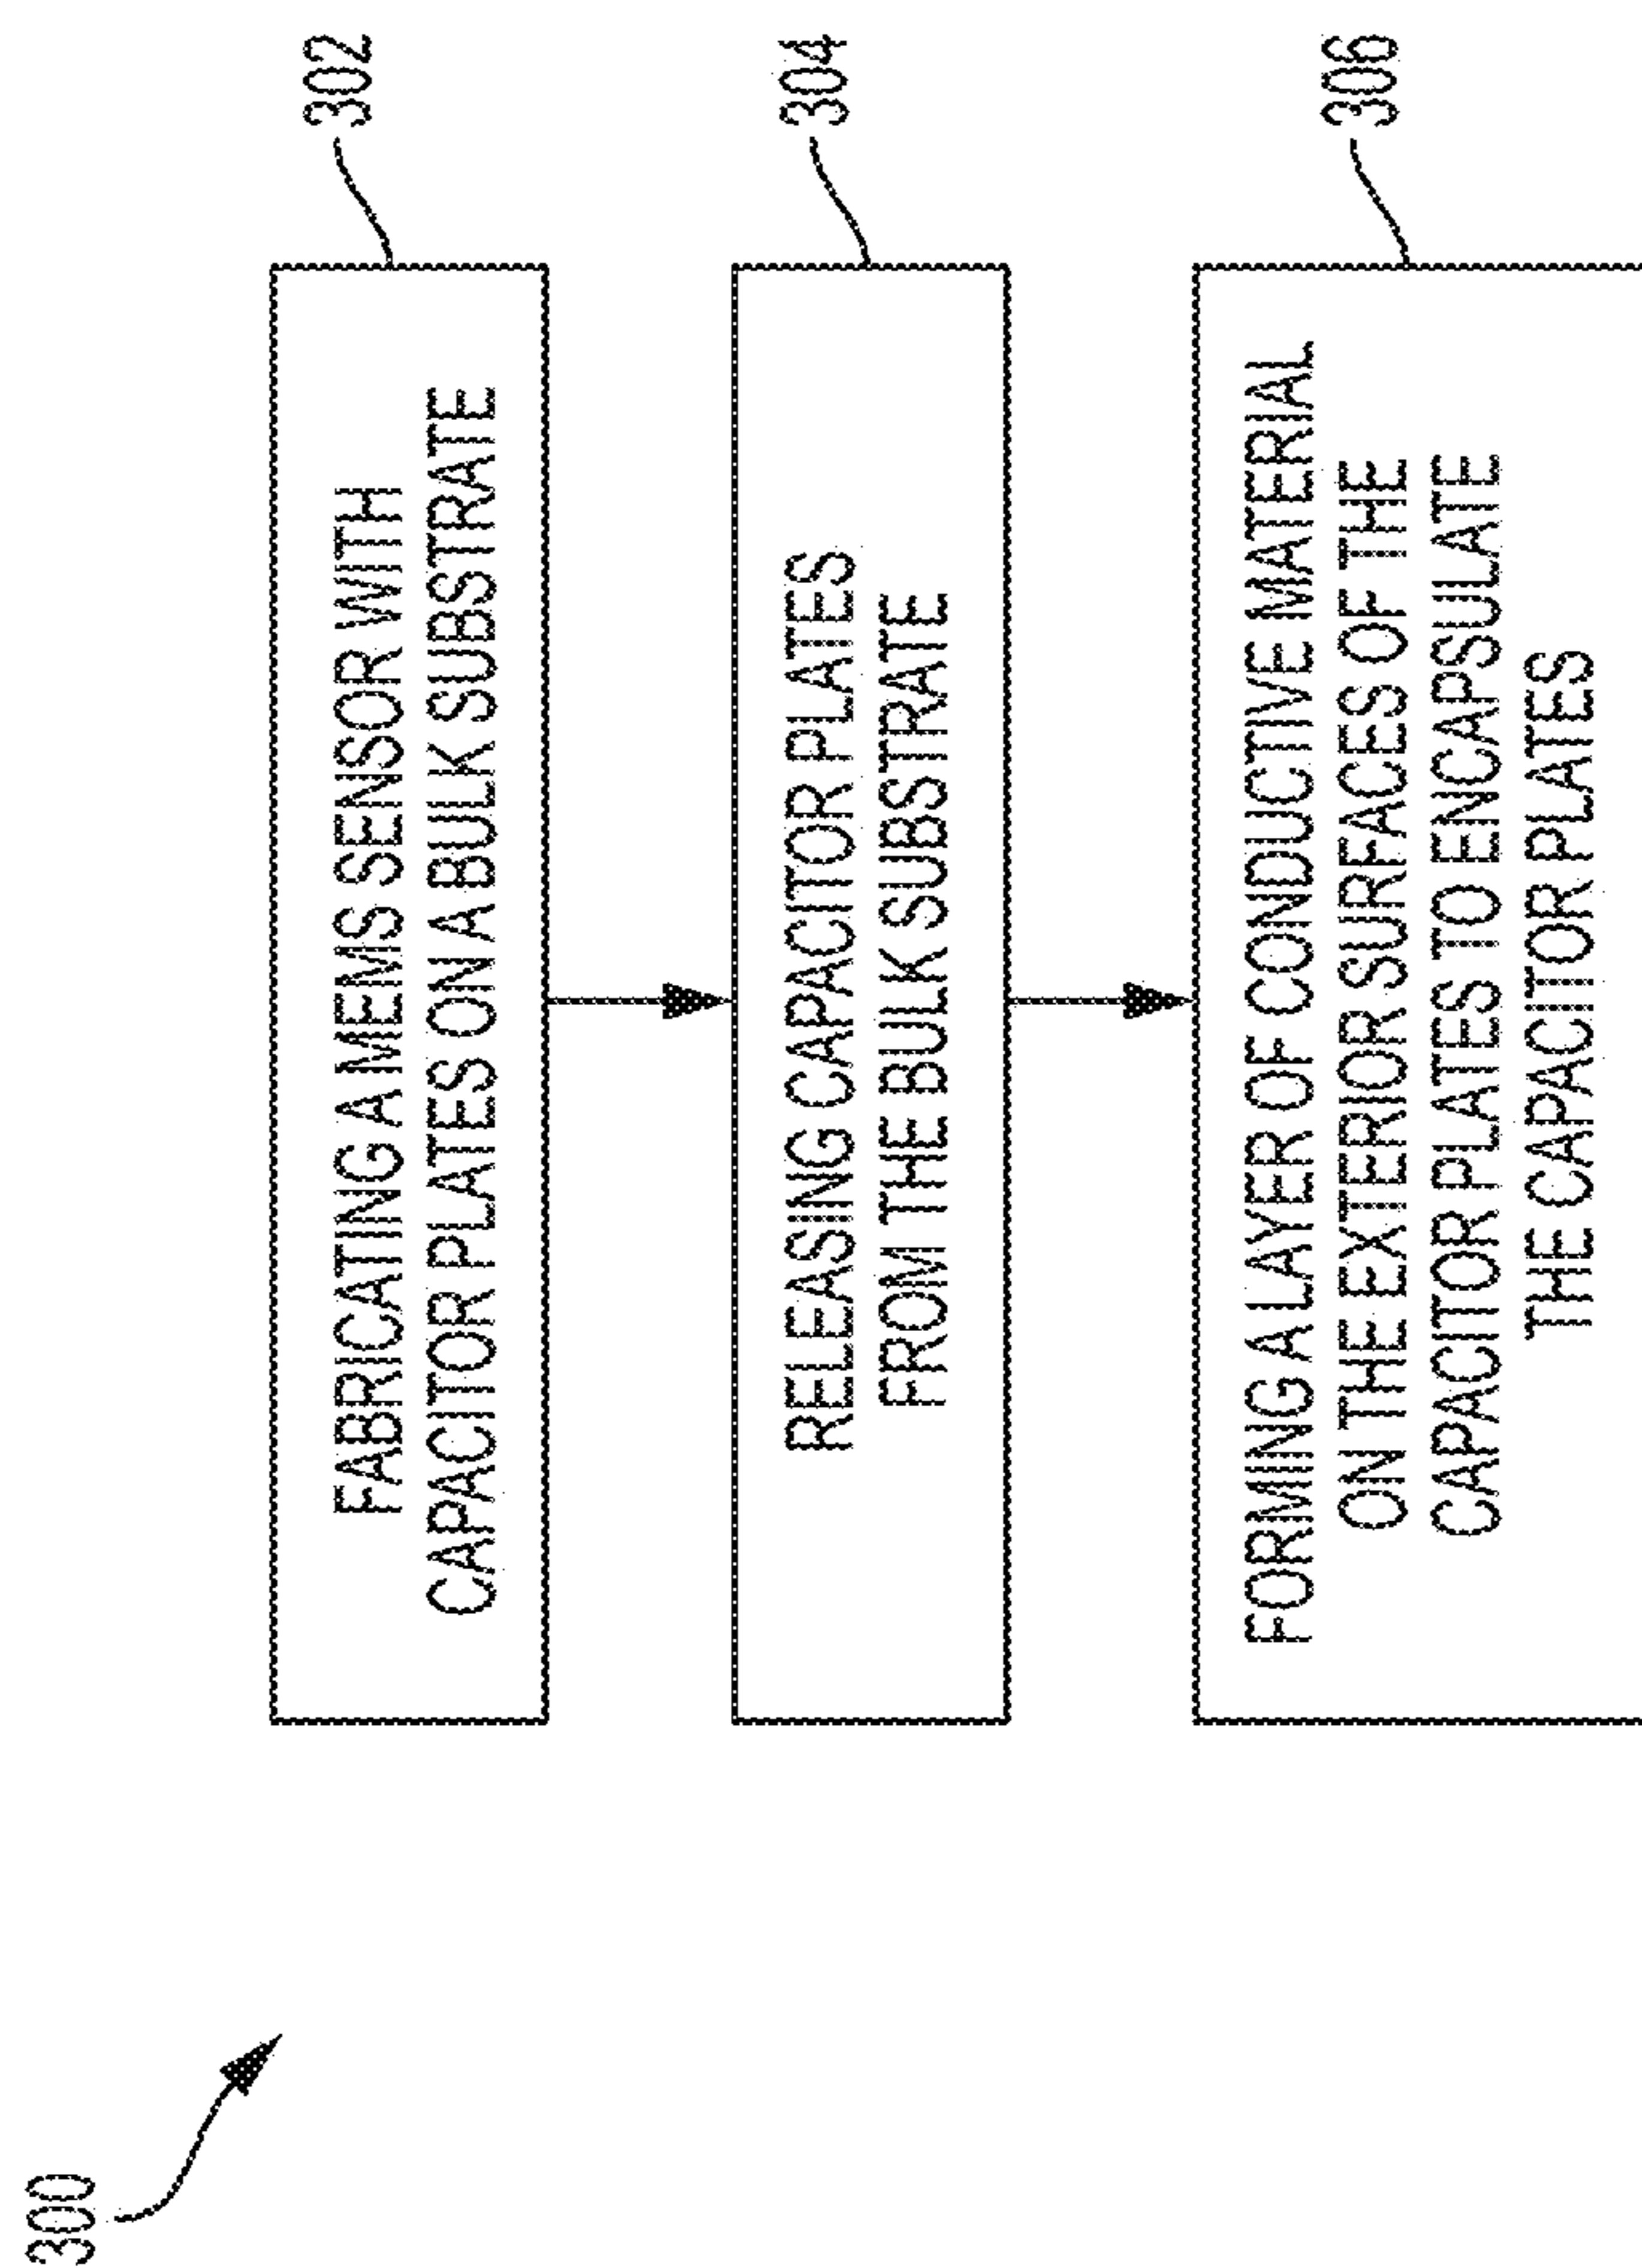 300
FABRICATING A MEMS SENSOR WITH
CAPACITOR PLATES ON A BULK SUBSTRATE
302
RELEASING CAPACITOR PLATES
FROM THE BULK SUBSTRATE
304
FORMING A LAYER OF CONDUCTIVE MATERIAL
ON THE EXTERIOR SURFACES OF THE
CAPACITOR PLATES TO ENCAPSULATE
THE CAPACITOR PLATES
306